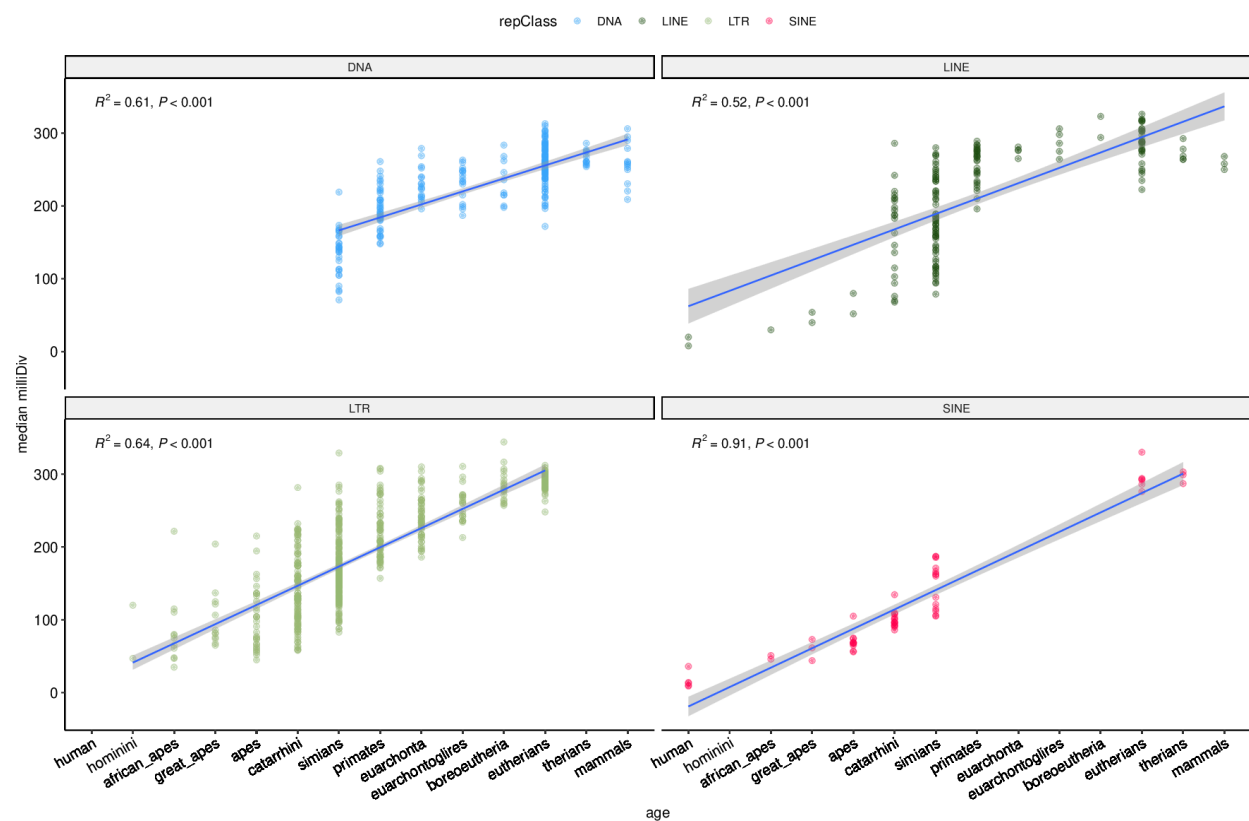 repClass DNA LINE LTR SINE
DNA
LINE
R² = 0.61, P < 0.001
R² = 0.52, P < 0.001
300
200
100
0
median milliDiv
LTR
SINE
R² = 0.64, P < 0.001
R² = 0.91, P < 0.001
300
200
100
0
human
hominini
african_apes
great_apes
apes
catarrhini
simians
primates
euarchonta
euarchontoglires
boreoeutheria
eutherians
therians
mammals
human
hominini
african_apes
great_apes
apes
catarrhini
simians
primates
euarchonta
euarchontoglires
boreoeutheria
eutherians
therians
mammals
age